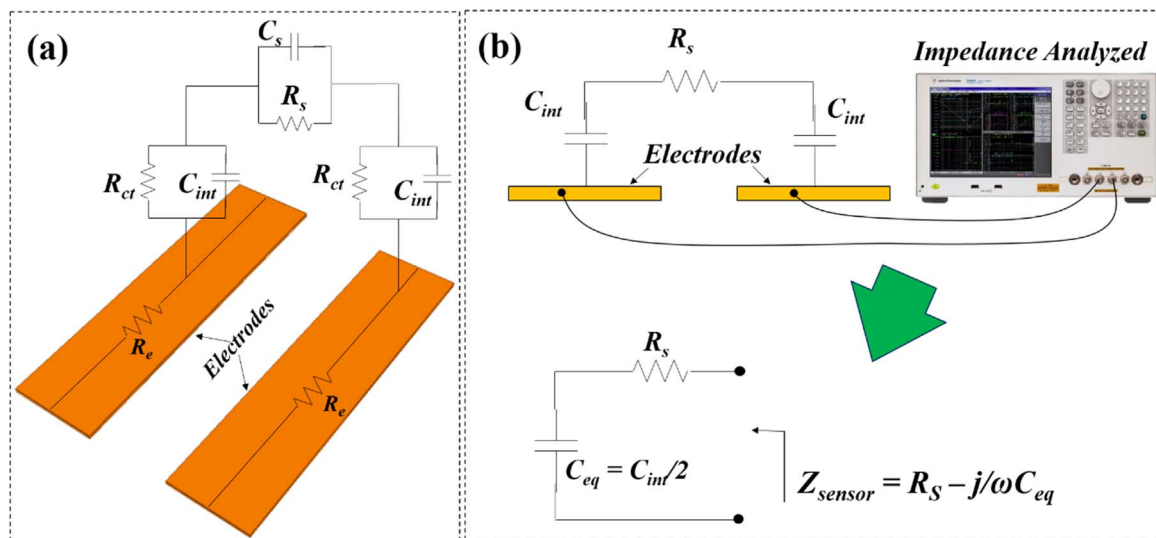 (a)
C_s
R_s
R_ct
C_int
R_ct
C_int
R_e
Electrodes
R_e
(b)
R_s
Impedance Analyzed
C_int
C_int
Electrodes
R_s
C_eq = C_int/2
Z_sensor = R_S – j/ωC_eq